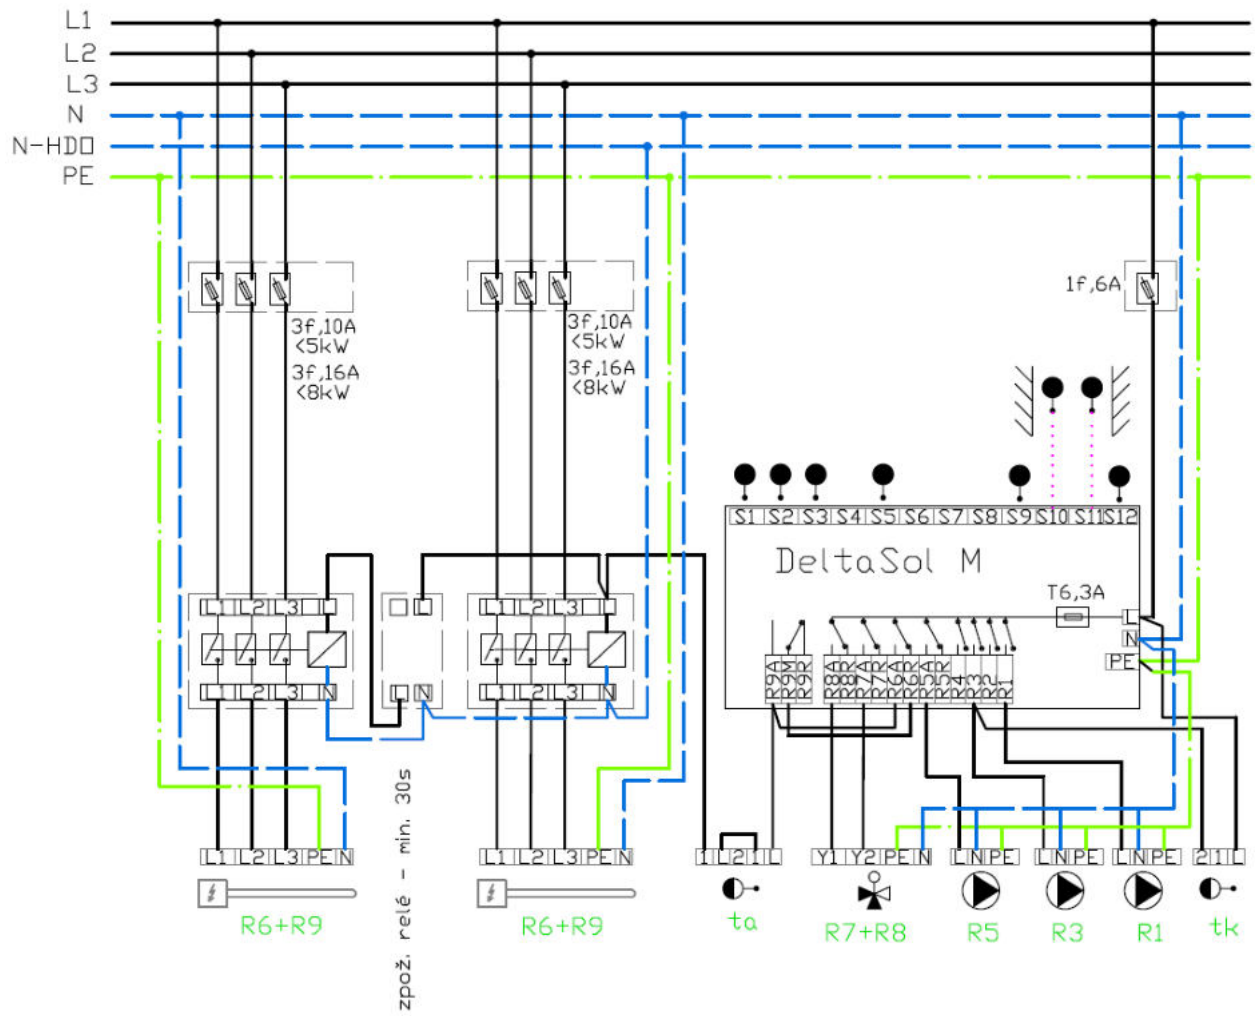 L1
L2
L3
N
N-HDO
PE
3f,10A
<5kW
3f,16A
<8kW
3f,10A
<5kW
3f,16A
<8kW
1f,6A
S1 S2 S3 S4 S5 S6 S7 S8 S9 S10 S11 S12
DeltaSol M
T6,3A
L
N
PE
R9A R9M R9R R8A R8R R7A R7R R6A R6R R5A R5R R4 R3 R2 R1
L1 L2 L3 L
L
L1 L2 L3 L
L1 L2 L3 N
L N
L1 L2 L3 N
zpož. relé - min. 30s
L1 L2 L3 PE N
L1 L2 L3 PE N
1 L2 1 L
Y1 Y2 PE N
L N PE
L N PE
L N PE
2 1 L
R6+R9
R6+R9
ta
R7+R8
R5
R3
R1
tk